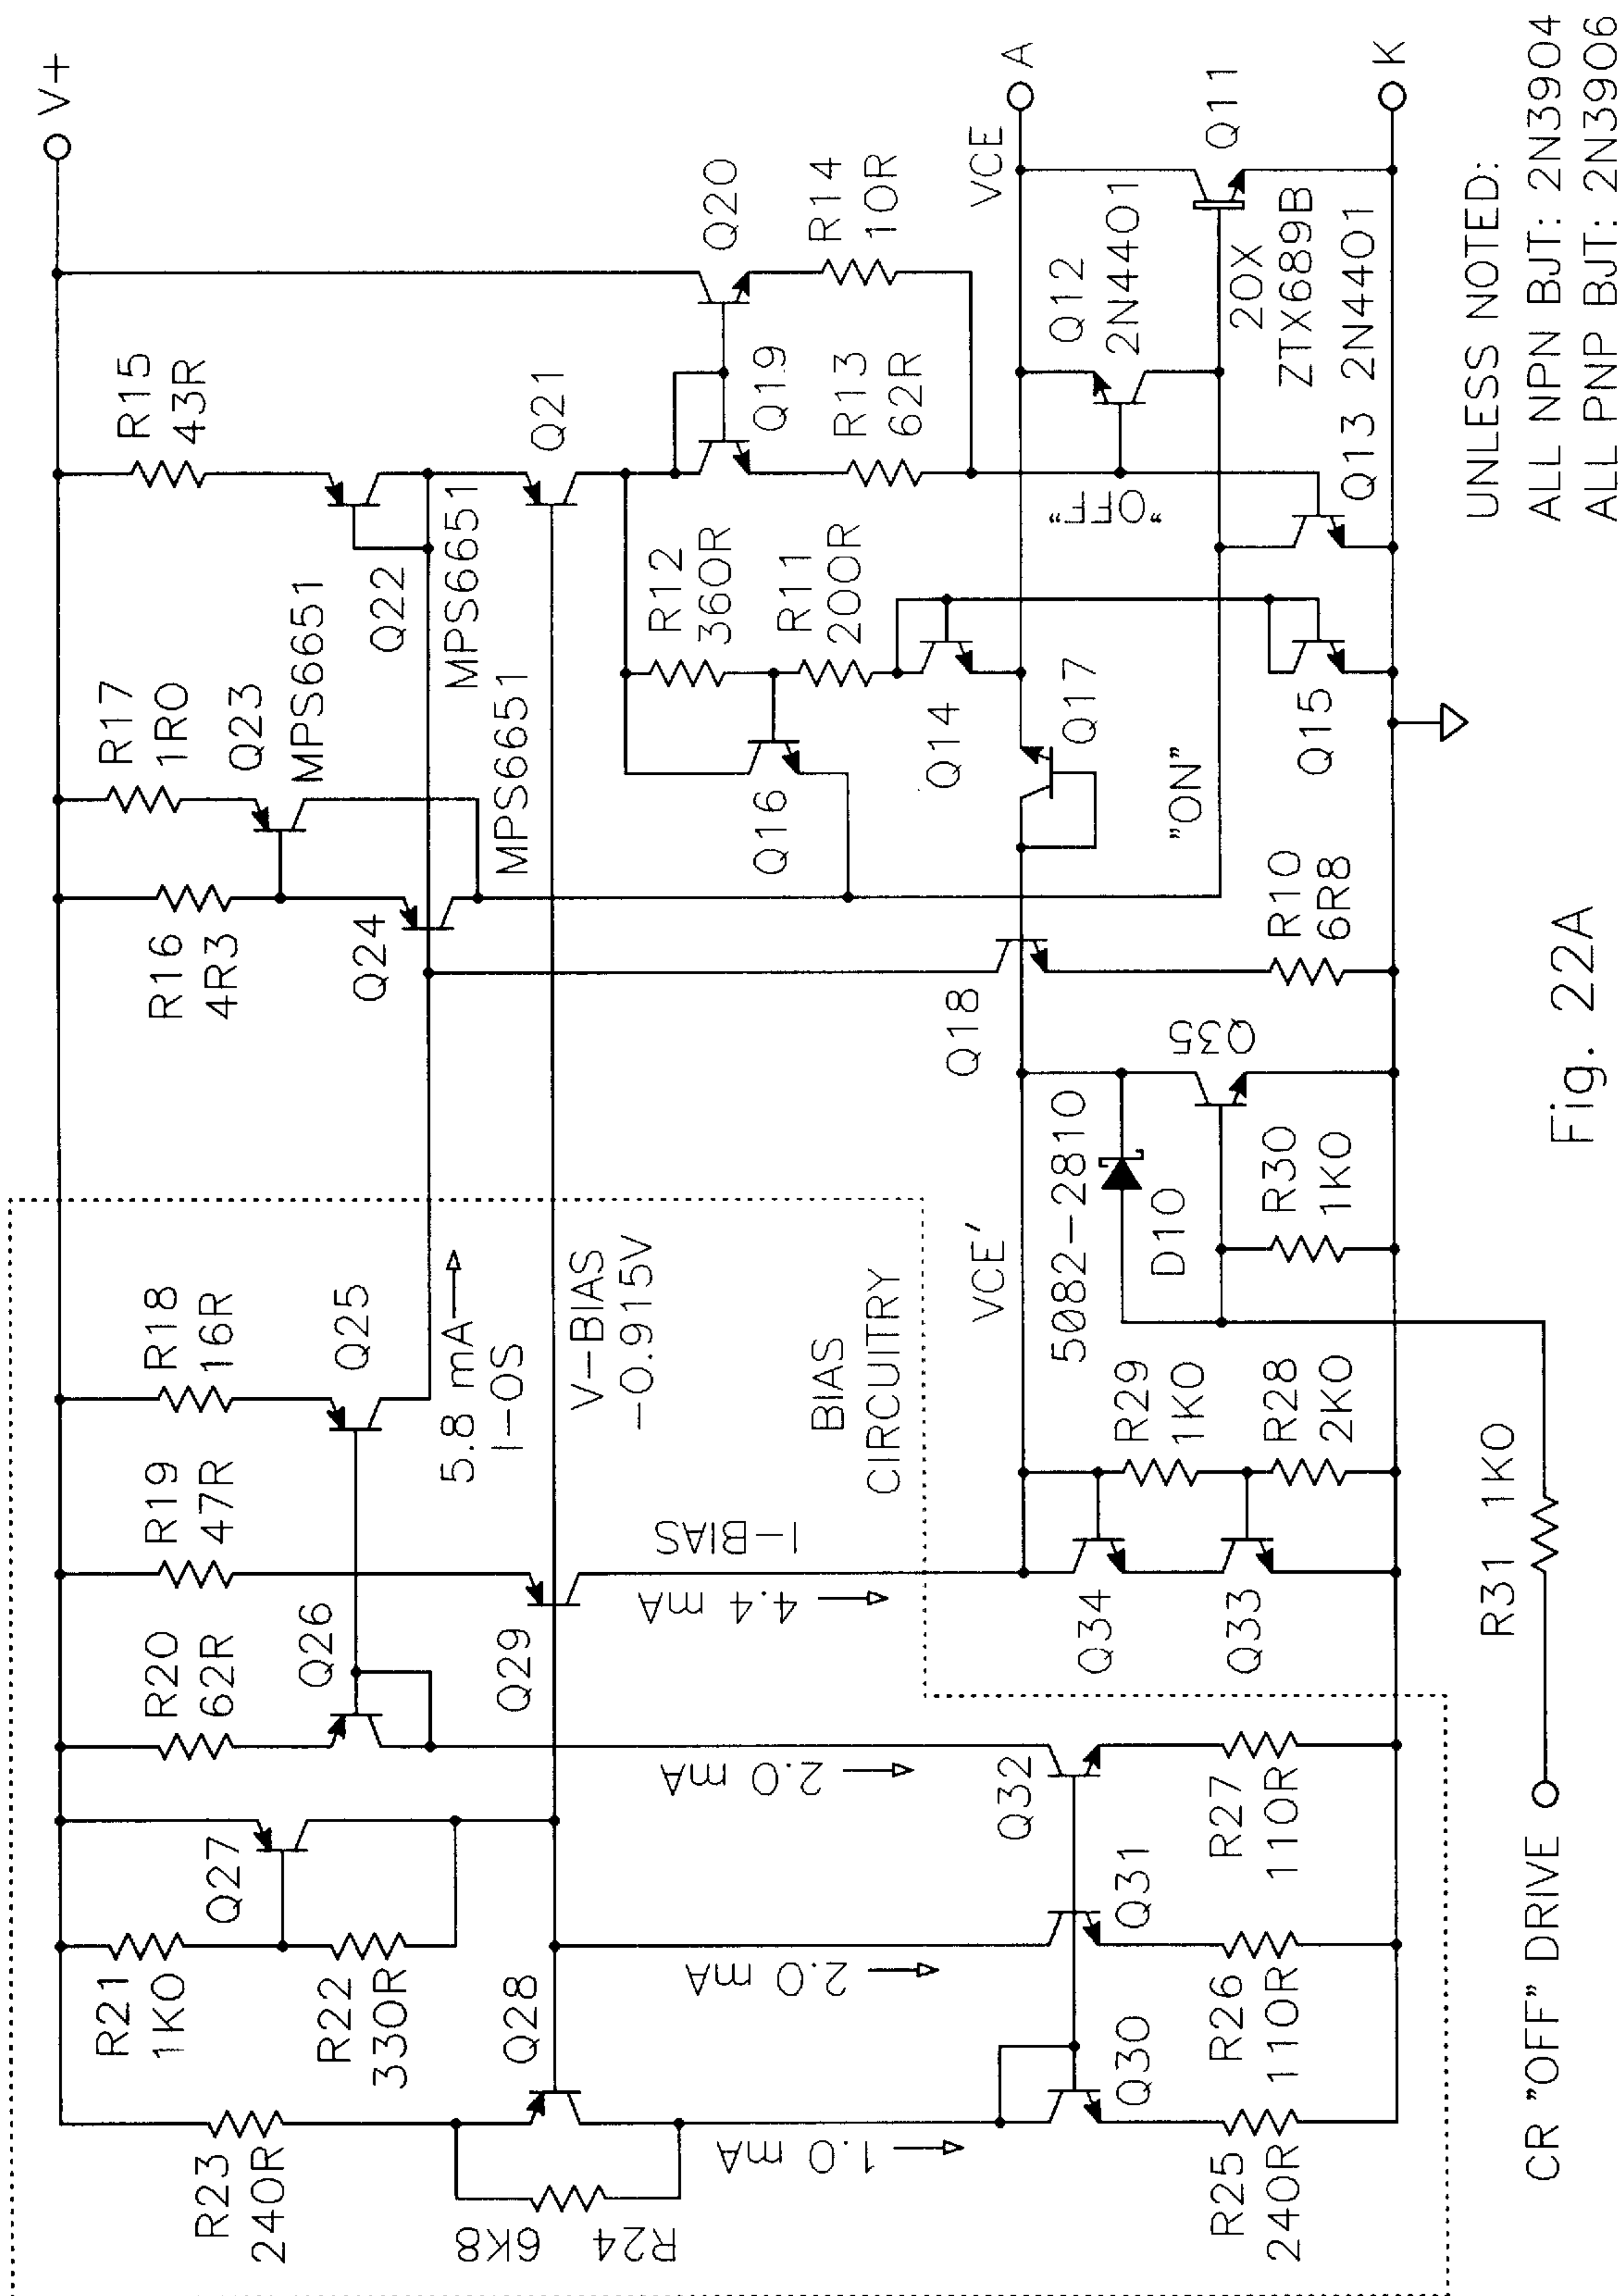 V+
R15
43R
R17
1R0
Q23
MPS6651
R16
4R3
Q24
Q22
MPS6651
MPS6651
Q21
Q20
R14
10R
Q19
R13
62R
R12
360R
R11
200R
Q16
Q14
Q17
"OFF"
VCE
A
Q12
2N4401
Q11
20X
ZTX689B
Q13 2N4401
K
Q15
"ON"
R10
6R8
Q18
Q35
5082-2810
D10
R30
1K0
VCE'
R18
16R
Q25
R19
47R
R20
62R
Q26
Q29
5.8 mA
I-OS
V-BIAS
-0.915V
BIAS
CIRCUITRY
I-BIAS
4.4 mA
R29
1K0
R28
2K0
Q34
Q33
R31 1K0
Q27
R21
1K0
R22
330R
Q28
R23
240R
6K8
R24
1.0 mA
2.0 mA
2.0 mA
Q32
Q31
Q30
R27
110R
R26
110R
R25
240R
CR "OFF" DRIVE
UNLESS NOTED:
ALL NPN BJT: 2N3904
ALL PNP BJT: 2N3906
Fig. 22A